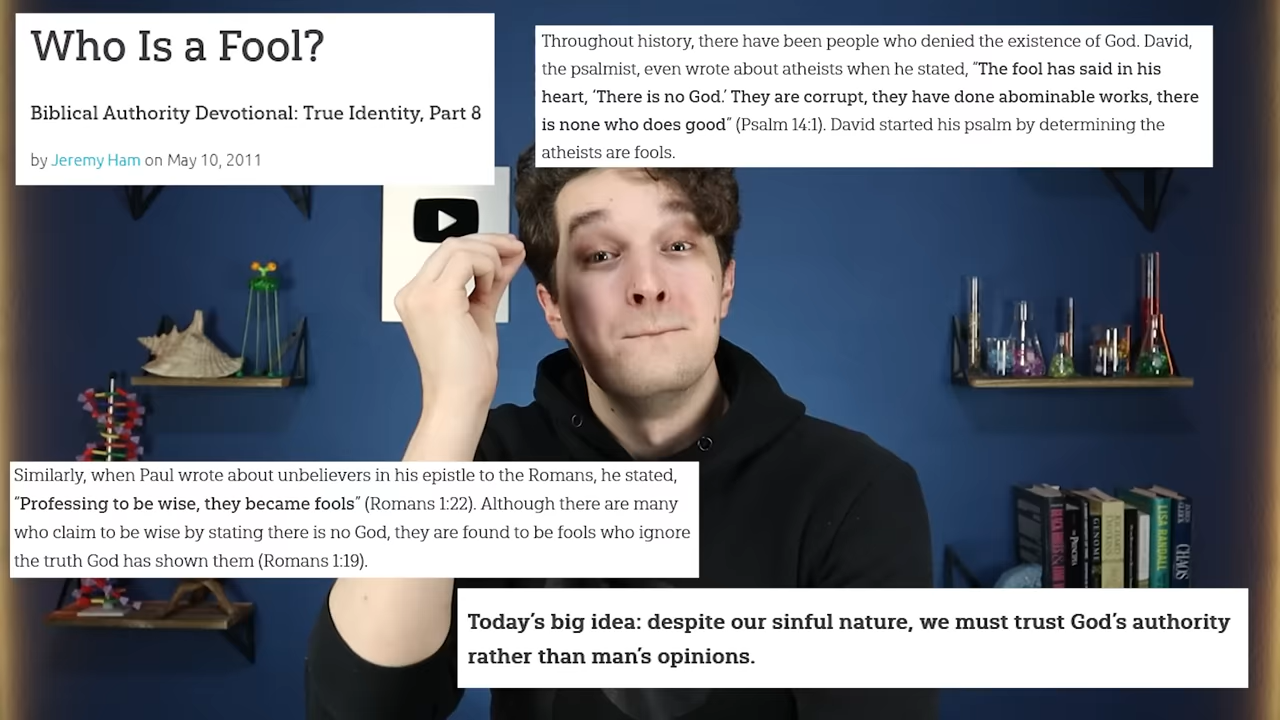 Who Is a Fool?
Biblical Authority Devotional: True Identity, Part 8
by Jeremy Ham on May 10, 2011
Throughout history, there have been people who denied the existence of God. David,
the psalmist, even wrote about atheists when he stated, “The fool has said in his
heart, ‘There is no God.’ They are corrupt, they have done abominable works, there
is none who does good” (Psalm 14:1). David started his psalm by determining the
atheists are fools.
Similarly, when Paul wrote about unbelievers in his epistle to the Romans, he stated,
“Professing to be wise, they became fools” (Romans 1:22). Although there are many
who claim to be wise by stating there is no God, they are found to be fools who ignore
the truth God has shown them (Romans 1:19).
Today’s big idea: despite our sinful nature, we must trust God’s authority
rather than man’s opinions.
GENOME
LISA RANDALL
CHAOS